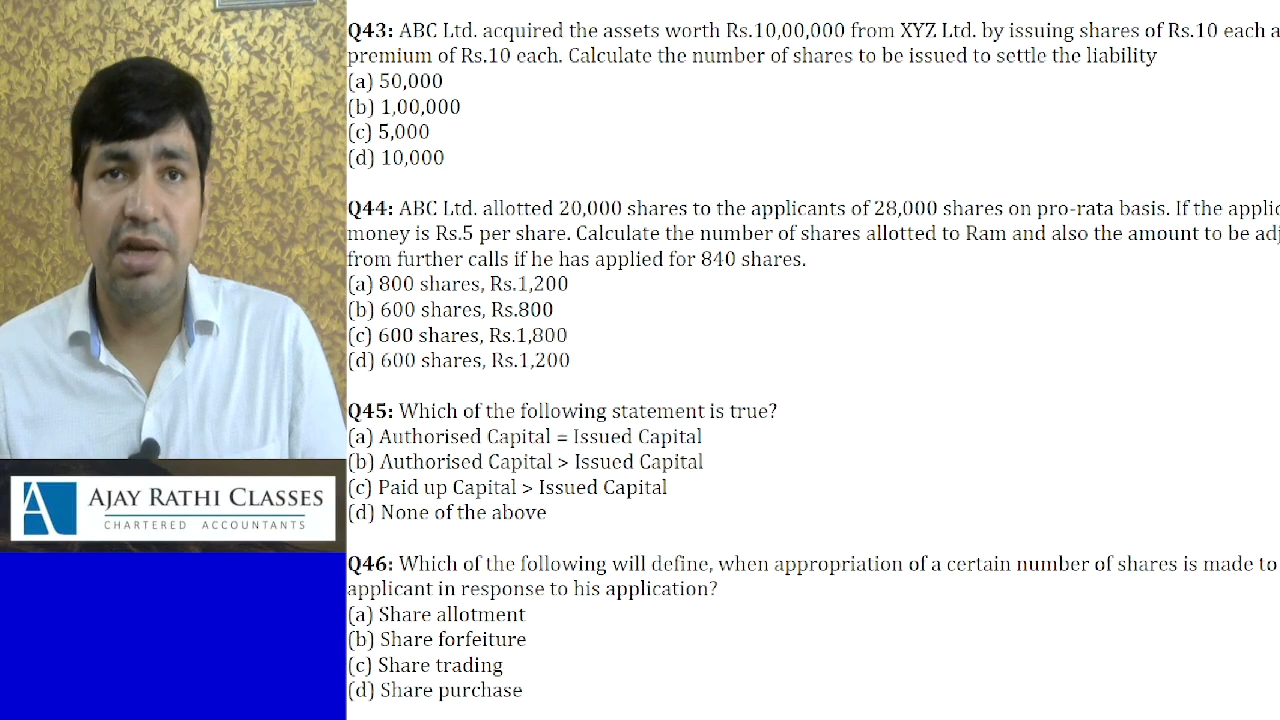 Q43: ABC Ltd. acquired the assets worth Rs.10,00,000 from XYZ Ltd. by issuing shares of Rs.10 each a
premium of Rs.10 each. Calculate the number of shares to be issued to settle the liability
(a) 50,000
(b) 1,00,000
(c) 5,000
(d) 10,000
Q44: ABC Ltd. allotted 20,000 shares to the applicants of 28,000 shares on pro-rata basis. If the applic
money is Rs.5 per share. Calculate the number of shares allotted to Ram and also the amount to be adj
from further calls if he has applied for 840 shares.
(a) 800 shares, Rs.1,200
(b) 600 shares, Rs.800
(c) 600 shares, Rs.1,800
(d) 600 shares, Rs.1,200
Q45: Which of the following statement is true?
(a) Authorised Capital = Issued Capital
(b) Authorised Capital > Issued Capital
(c) Paid up Capital > Issued Capital
(d) None of the above
Q46: Which of the following will define, when appropriation of a certain number of shares is made to
applicant in response to his application?
(a) Share allotment
(b) Share forfeiture
(c) Share trading
(d) Share purchase
AJAY RATHI CLASSES
CHARTERED ACCOUNTANTS